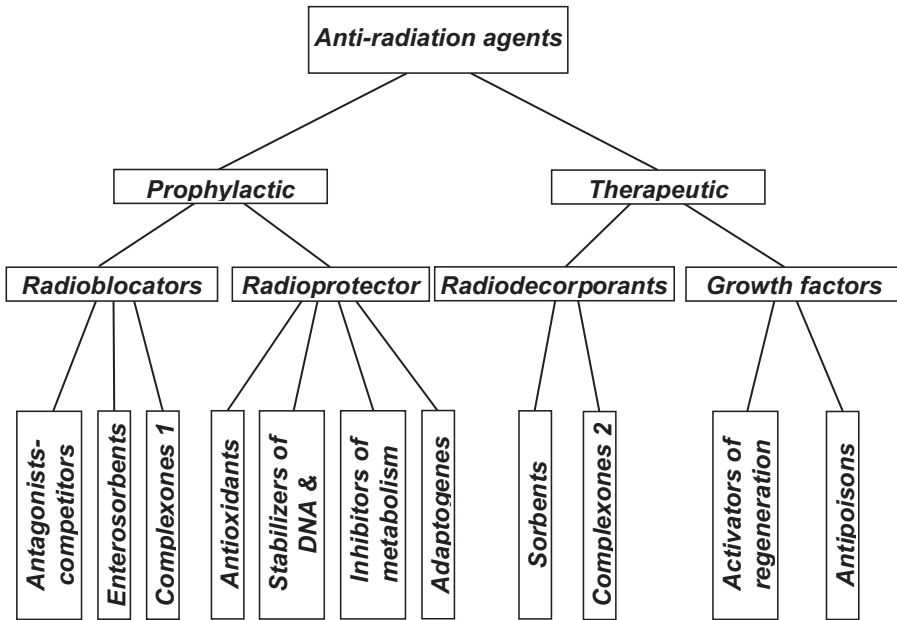 Anti-radiation agents
Prophylactic
Therapeutic
Radioblocators
Radioprotector
Radiodecorporants
Growth factors
Antagonists-
competitors
Enterosorbents
Complexones 1
Antioxidants
Stabilizers of
DNA &
Inhibitors of
metabolism
Adaptogenes
Sorbents
Complexones 2
Activators of
regeneration
Antipoisons